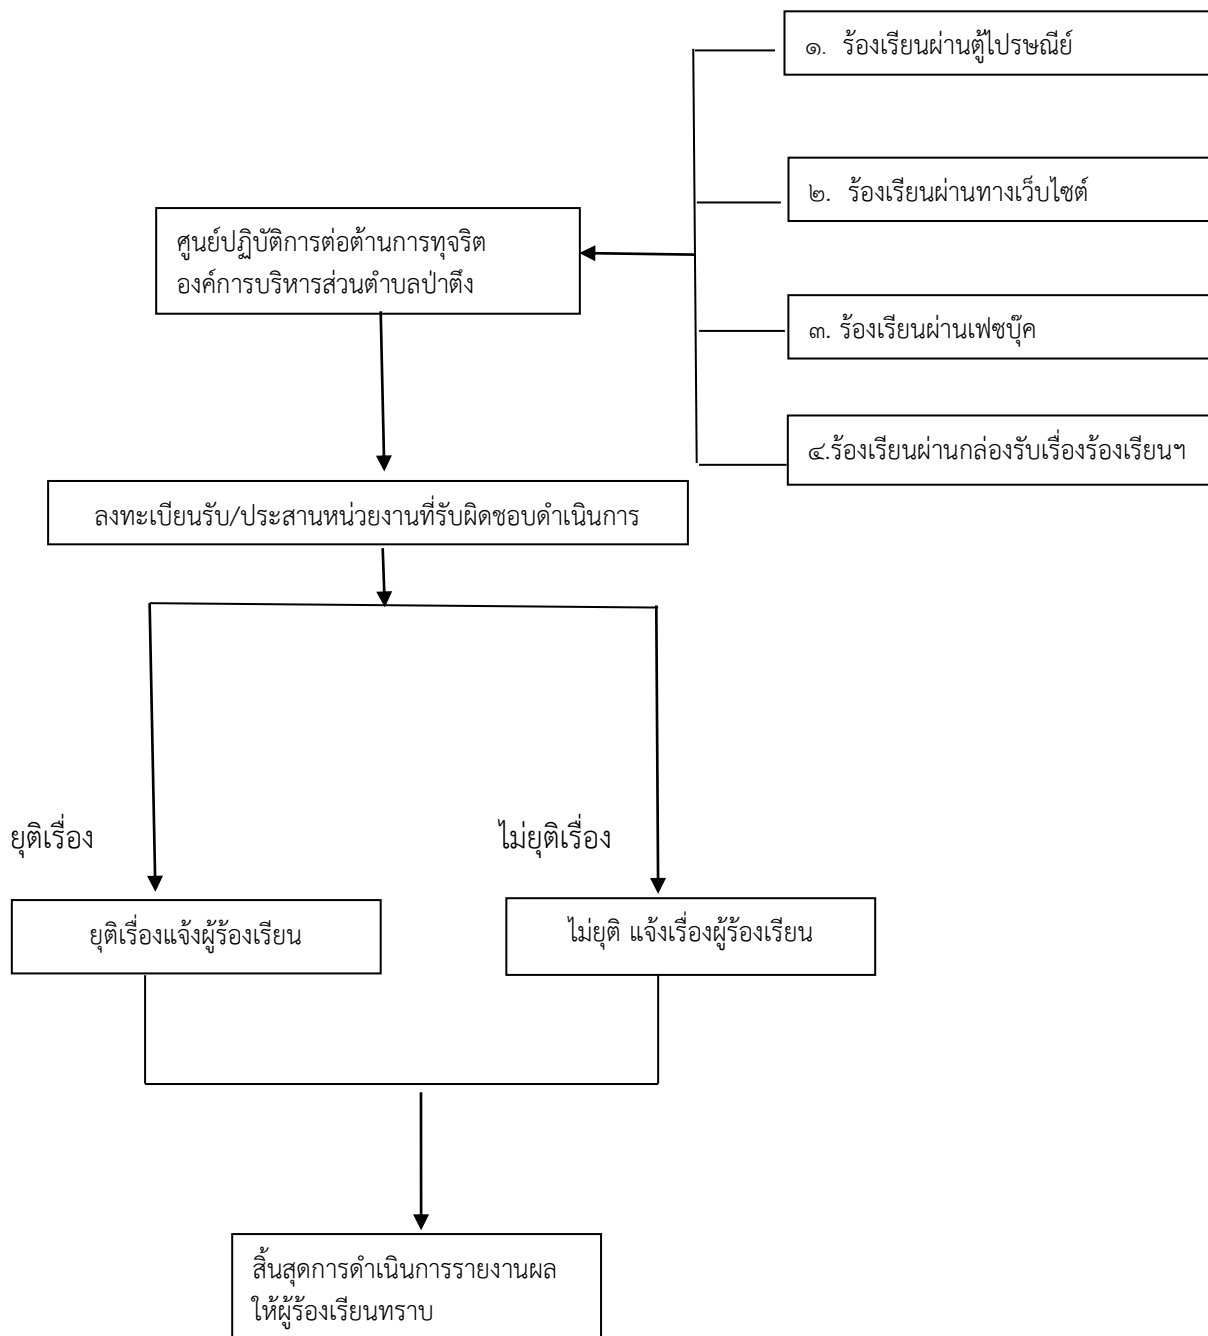 ๑. ร้องเรียนผ่านตู้ไปรษณีย์
๒. ร้องเรียนผ่านทางเว็บไซต์
ศูนย์ปฏิบัติการต่อต้านการทุจริต
องค์การบริหารส่วนตำบลป่าตึง
๓. ร้องเรียนผ่านเฟซบุ๊ค
๔.ร้องเรียนผ่านกล่องรับเรื่องร้องเรียนฯ
ลงทะเบียนรับ/ประสานหน่วยงานที่รับผิดชอบดำเนินการ
ยุติเรื่อง
ไม่ยุติเรื่อง
ยุติเรื่องแจ้งผู้ร้องเรียน
ไม่ยุติ แจ้งเรื่องผู้ร้องเรียน
สิ้นสุดการดำเนินการรายงานผล
ให้ผู้ร้องเรียนทราบ